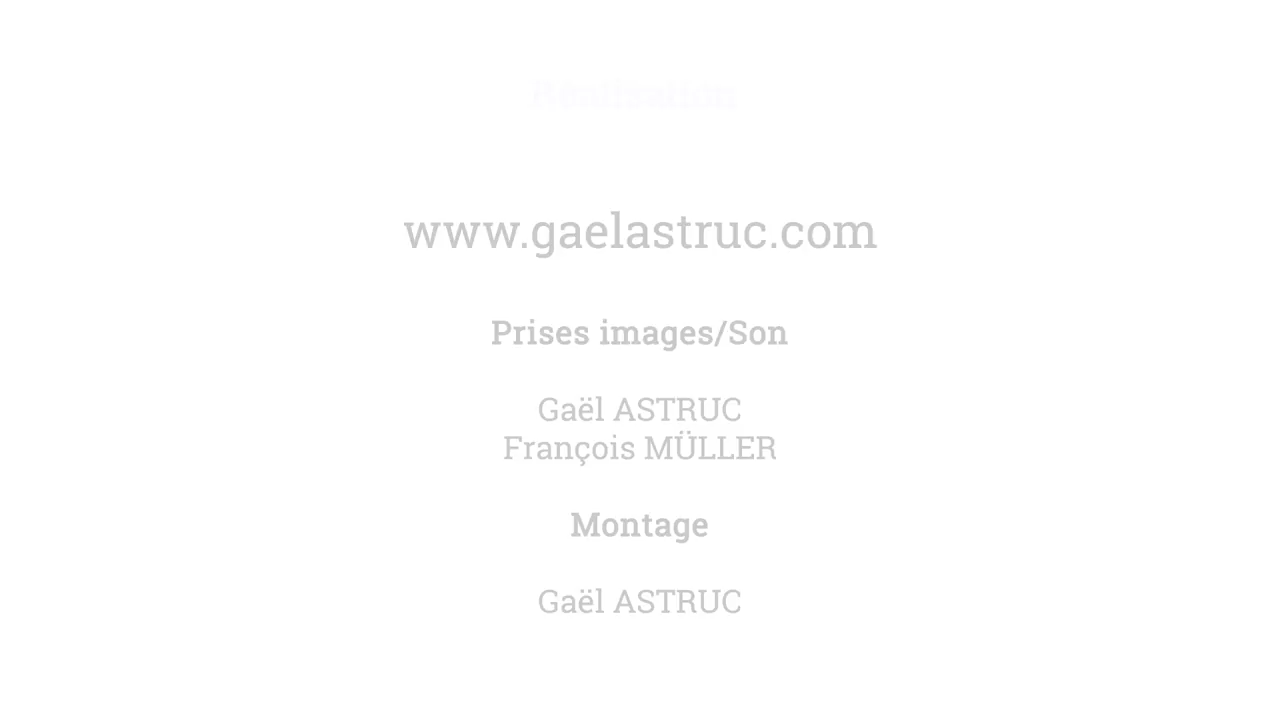 www.gaelastruc.com
Prises images/Son
Gaël ASTRUC
François MÜLLER
Montage
Gaël ASTRUC